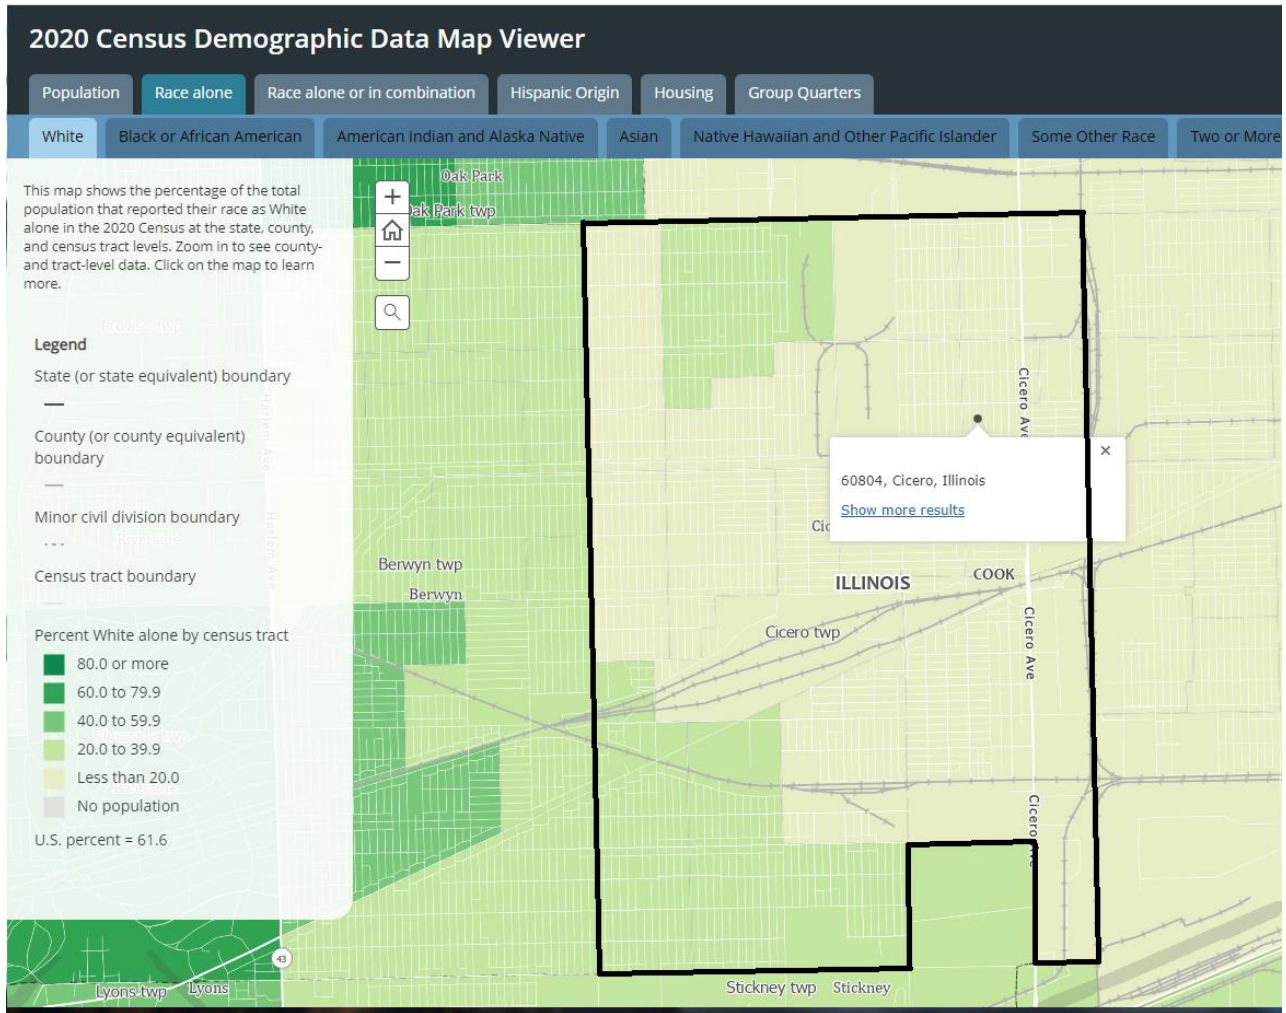 2020 Census Demographic Data Map Viewer
Population Race alone Race alone or in combination Hispanic Origin Housing Group Quarters
White Black or African American American Indian and Alaska Native Asian Native Hawaiian and Other Pacific Islander Some Other Race Two or More
This map shows the percentage of the total
population that reported their race as White
alone in the 2020 Census at the state, county,
and census tract levels. Zoom in to see county-
and tract-level data. Click on the map to learn
more.
Legend
State (or state equivalent) boundary
County (or county equivalent)
boundary
Minor civil division boundary
Census tract boundary
Percent White alone by census tract
80.0 or more
60.0 to 79.9
40.0 to 59.9
20.0 to 39.9
Less than 20.0
No population
U.S. percent = 61.6
Oak Park
Oak Park twp
Harlem Ave
Harlem Ave
Cicero Ave
60804, Cicero, Illinois
Show more results
Berwyn twp
Berwyn
ILLINOIS
COOK
Cicero twp
Cicero Ave
Cicero Ave
43
Lyons twp
Lyons
Stickney twp
Stickney